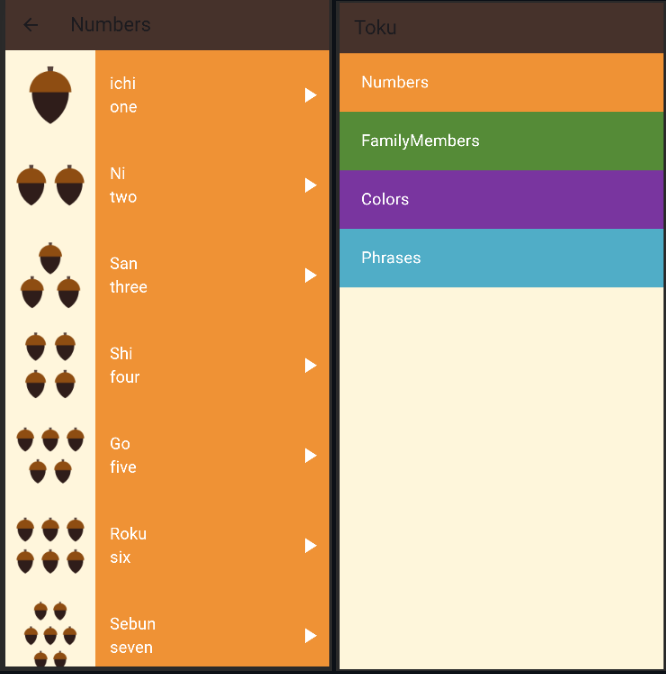 Numbers
ichi
one
Ni
two
San
three
Shi
four
Go
five
Roku
six
Sebun
seven
Toku
Numbers
FamilyMembers
Colors
Phrases